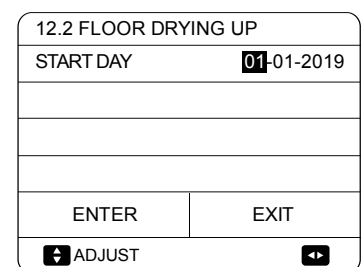 12.2 FLOOR DRYING UP
START DAY 01-01-2019
ENTER EXIT
ADJUST